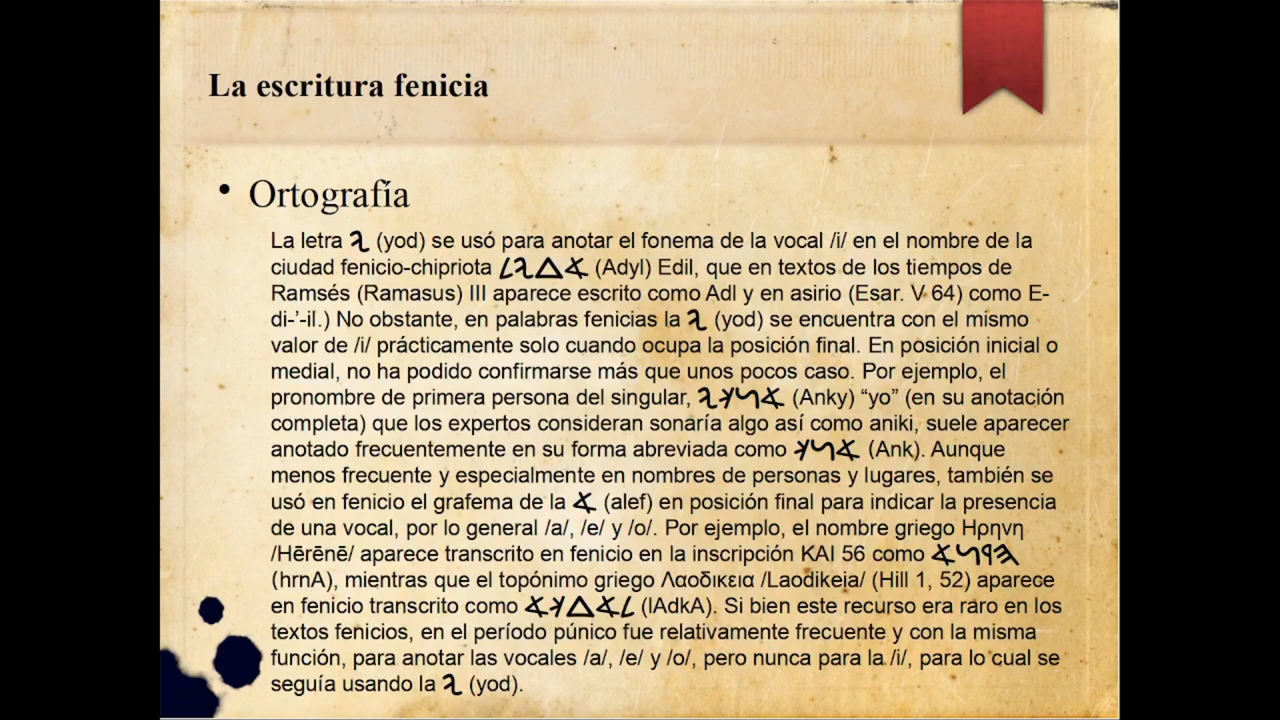 La escritura fenicia
• Ortografía
La letra 𐤉 (yod) se usó para anotar el fonema de la vocal /i/ en el nombre de la
ciudad fenicio-chipriota 𐤀𐤃𐤉𐤋 (Adyl) Edil, que en textos de los tiempos de
Ramsés (Ramasus) III aparece escrito como Adl y en asirio (Esar. V 64) como E-
di-’-il.) No obstante, en palabras fenicias la 𐤉 (yod) se encuentra con el mismo
valor de /i/ prácticamente solo cuando ocupa la posición final. En posición inicial o
medial, no ha podido confirmarse más que unos pocos caso. Por ejemplo, el
pronombre de primera persona del singular, 𐤀𐤍𐤊𐤉 (Anky) “yo” (en su anotación
completa) que los expertos consideran sonaría algo así como aniki, suele aparecer
anotado frecuentemente en su forma abreviada como 𐤀𐤍𐤊 (Ank). Aunque
menos frecuente y especialmente en nombres de personas y lugares, también se
usó en fenicio el grafema de la 𐤀 (alef) en posición final para indicar la presencia
de una vocal, por lo general /a/, /e/ y /o/. Por ejemplo, el nombre griego Ηρηνη
/Hērēnē/ aparece transcrito en fenicio en la inscripción KAI 56 como 𐤄𐤓𐤍𐤀
(hrnA), mientras que el topónimo griego Λαοδικεια /Laodikeia/ (Hill 1, 52) aparece
en fenicio transcrito como 𐤋𐤀𐤃𐤊𐤀 (lAdkA). Si bien este recurso era raro en los
textos fenicios, en el período púnico fue relativamente frecuente y con la misma
función, para anotar las vocales /a/, /e/ y /o/, pero nunca para la /i/, para lo cual se
seguía usando la 𐤉 (yod).